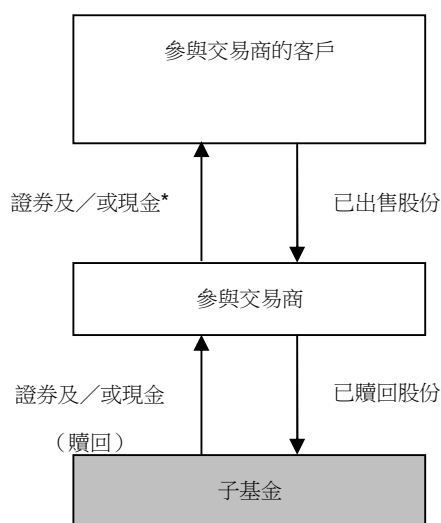 參與交易商的客戶
證券及／或現金*
已出售股份
參與交易商
證券及／或現金
（贖回）
已贖回股份
子基金